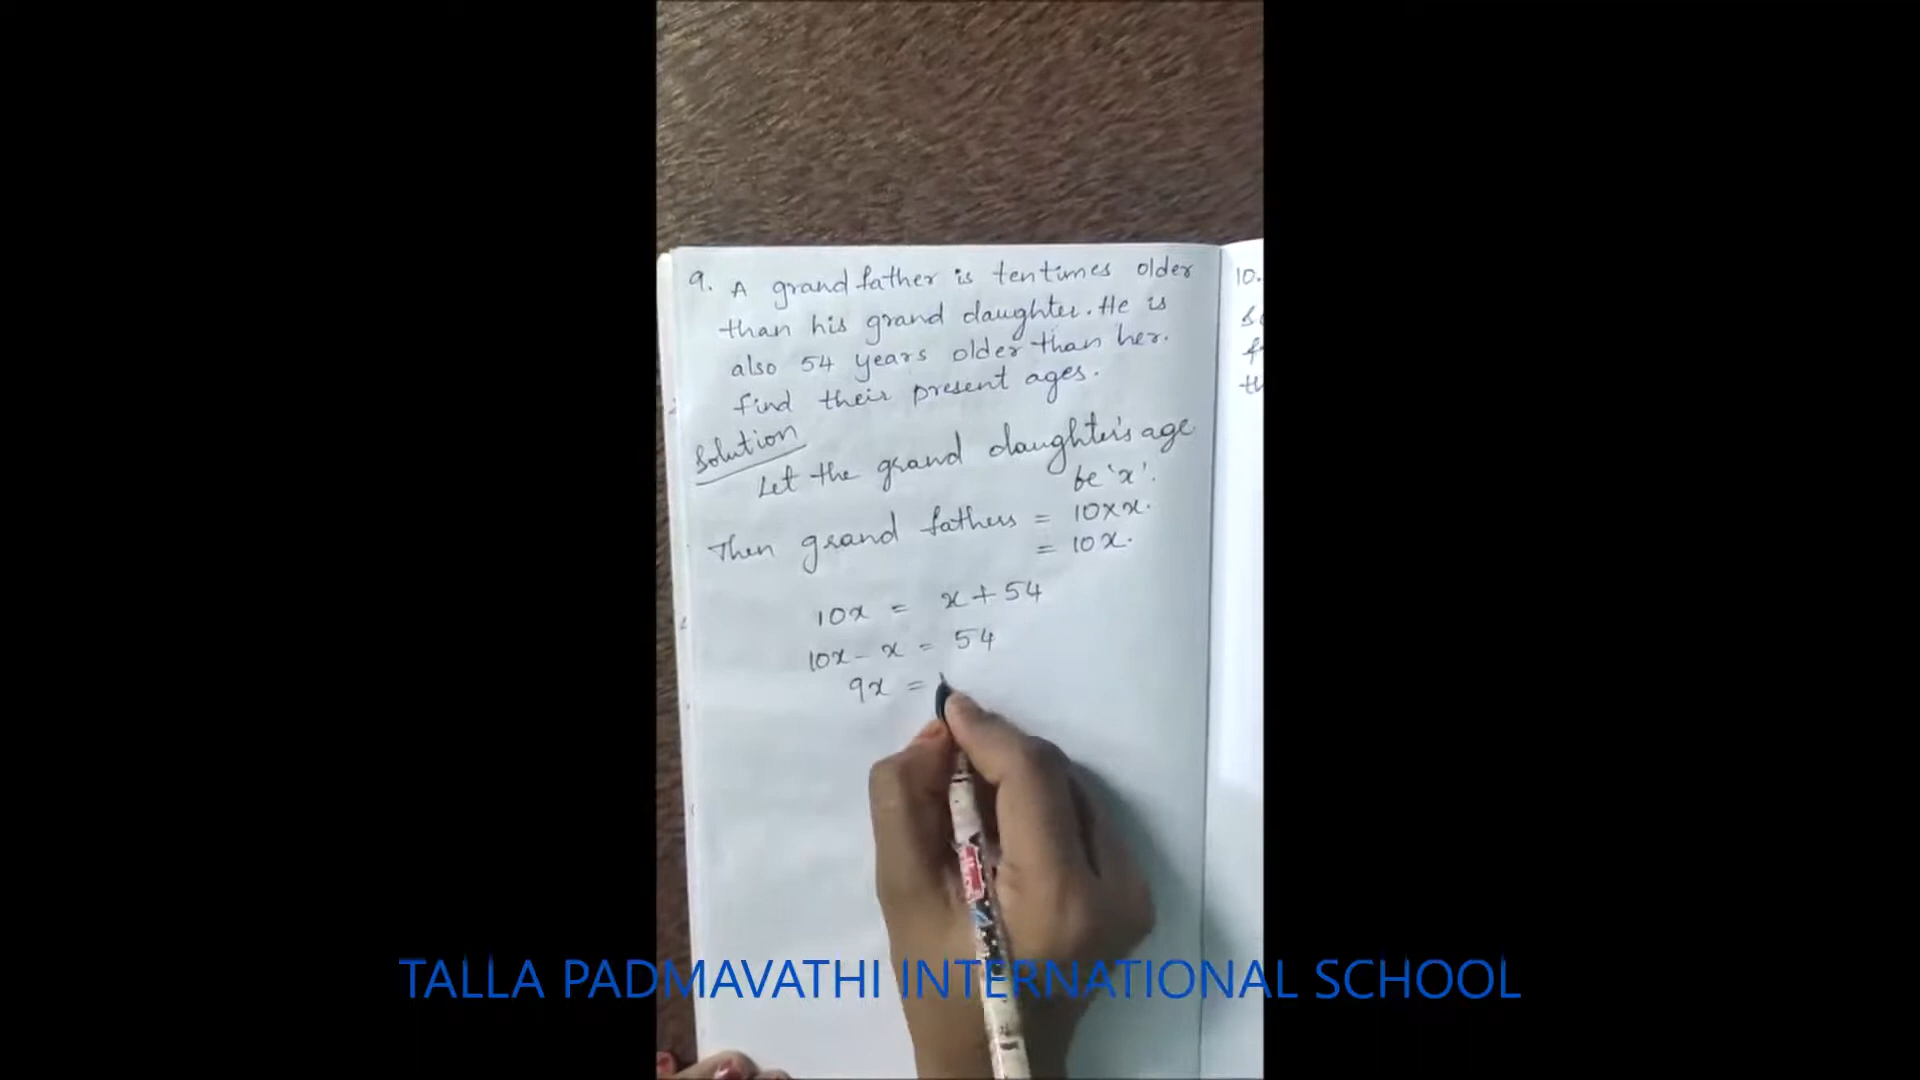 9. A grand father is ten times older
than his grand daughter. He is
also 54 years older than her.
find their present ages.
Solution
Let the grand daughter's age
be 'x'.
Then grand fathers = 10×x.
= 10x.
10x = x+54
10x - x = 54
9x =
10.
TALLA PADMAVATHI INTERNATIONAL SCHOOL